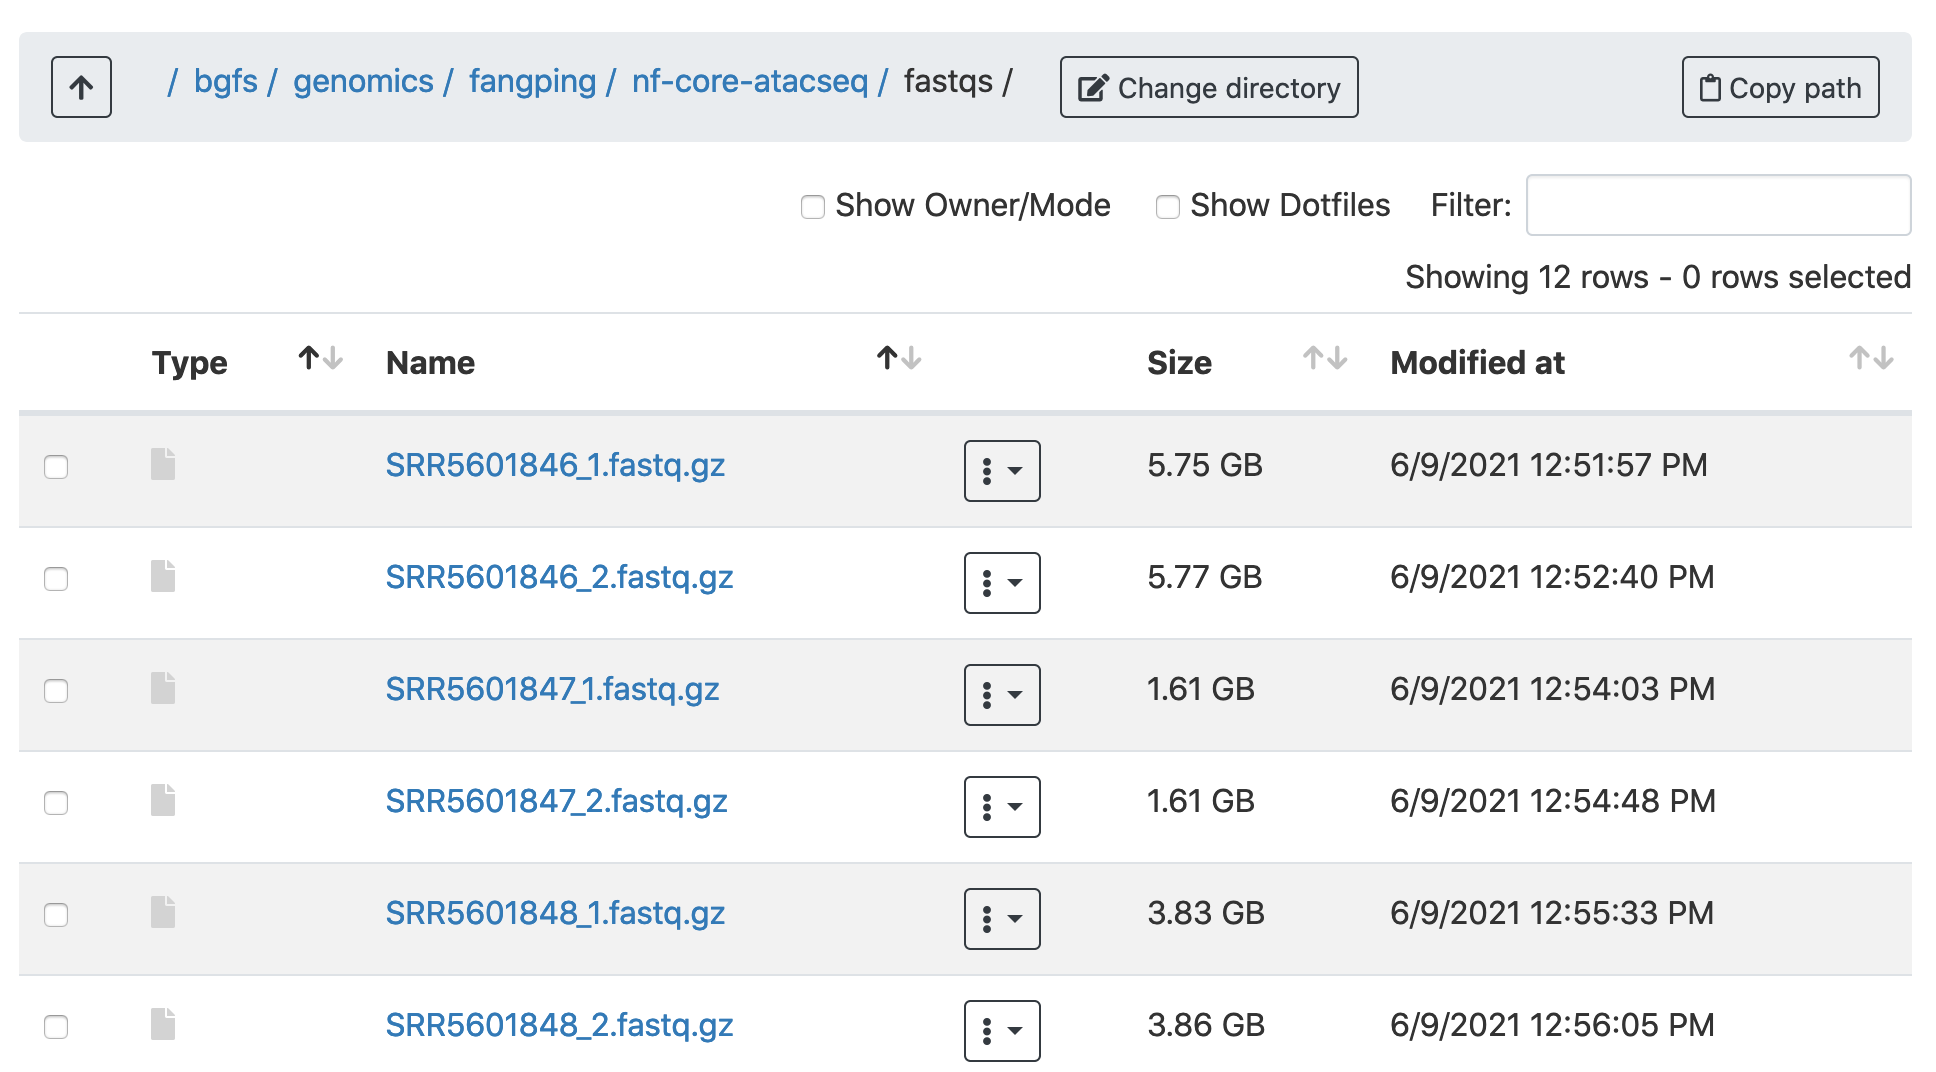 / bgfs / genomics / fangping / nf-core-atacseq / fastqs / Change directory Copy path
Show Owner/Mode Show Dotfiles Filter:
Showing 12 rows - 0 rows selected
Type Name Size Modified at
SRR5601846_1.fastq.gz 5.75 GB 6/9/2021 12:51:57 PM
SRR5601846_2.fastq.gz 5.77 GB 6/9/2021 12:52:40 PM
SRR5601847_1.fastq.gz 1.61 GB 6/9/2021 12:54:03 PM
SRR5601847_2.fastq.gz 1.61 GB 6/9/2021 12:54:48 PM
SRR5601848_1.fastq.gz 3.83 GB 6/9/2021 12:55:33 PM
SRR5601848_2.fastq.gz 3.86 GB 6/9/2021 12:56:05 PM